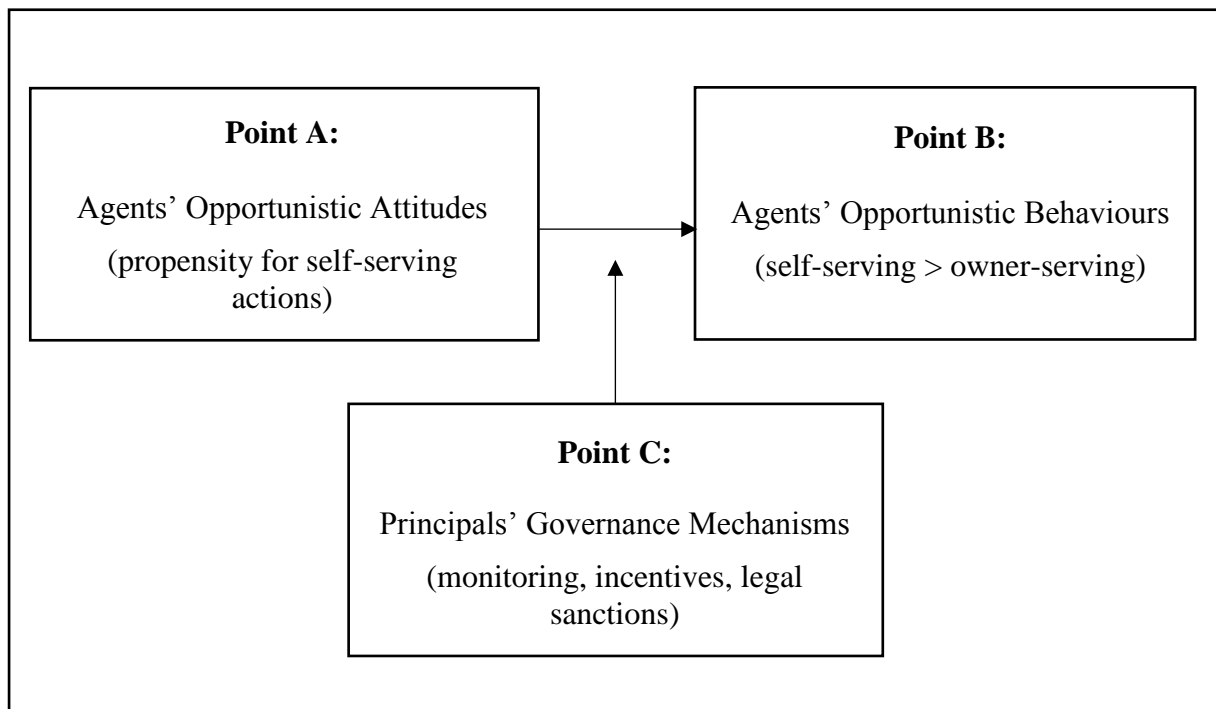 Point A:
Agents’ Opportunistic Attitudes
(propensity for self-serving
actions)
Point B:
Agents’ Opportunistic Behaviours
(self-serving > owner-serving)
Point C:
Principals’ Governance Mechanisms
(monitoring, incentives, legal
sanctions)